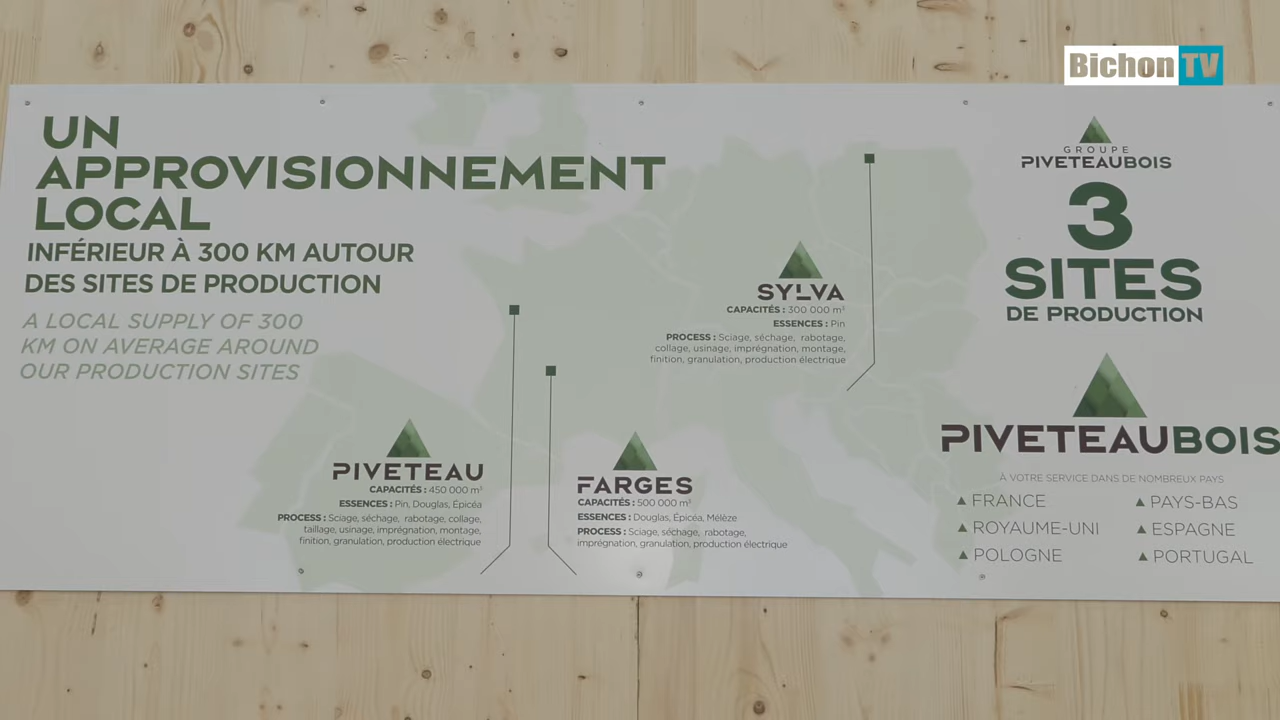 Bichon TV
UN
APPROVISIONNEMENT
LOCAL
INFÉRIEUR À 300 KM AUTOUR
DES SITES DE PRODUCTION
A LOCAL SUPPLY OF 300
KM ON AVERAGE AROUND
OUR PRODUCTION SITES
PIVETEAU
CAPACITÉS : 450 000 m³
ESSENCES : Pin, Douglas, Épicéa
PROCESS : Sciage, séchage, rabotage, collage,
taillage, usinage, imprégnation, montage,
finition, granulation, production électrique
FARGES
CAPACITÉS : 500 000 m³
ESSENCES : Douglas, Épicéa, Mélèze
PROCESS : Sciage, séchage, rabotage,
imprégnation, granulation, production électrique
SYLVA
CAPACITÉS : 300 000 m³
ESSENCES : Pin
PROCESS : Sciage, séchage, rabotage,
collage, usinage, imprégnation, montage,
finition, granulation, production électrique
GROUPE
PIVETEAUBOIS
3
SITES
DE PRODUCTION
PIVETEAUBOIS
À VOTRE SERVICE DANS DE NOMBREUX PAYS
FRANCE
ROYAUME-UNI
POLOGNE
PAYS-BAS
ESPAGNE
PORTUGAL